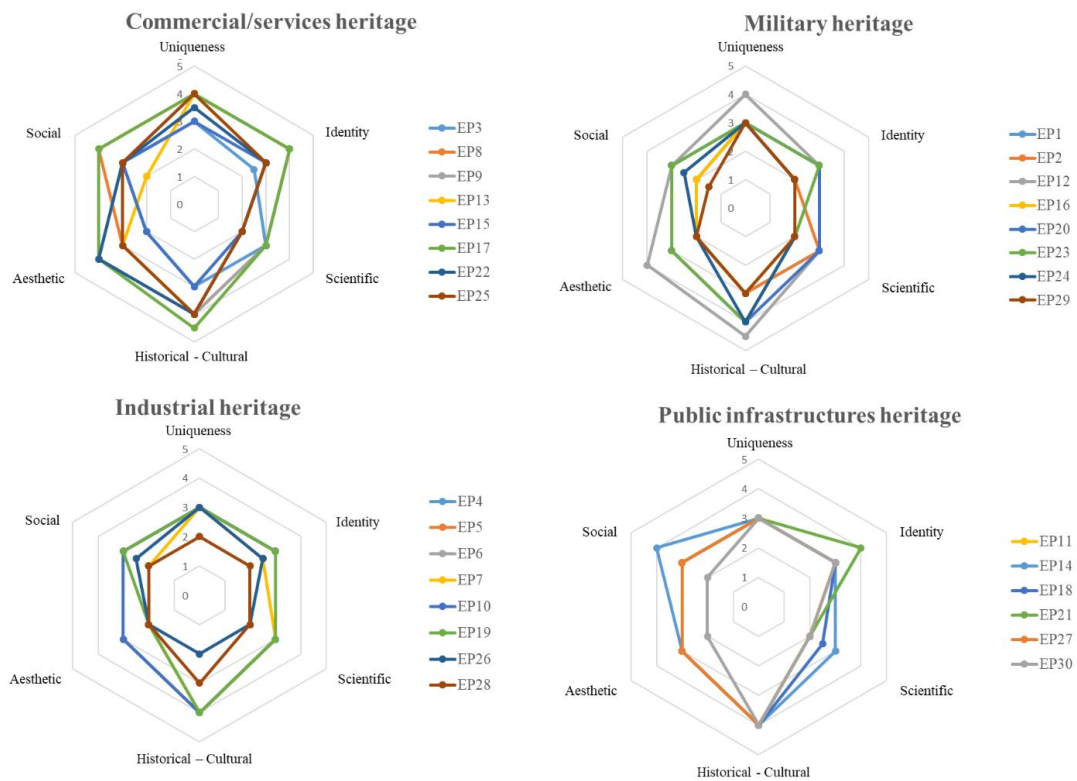 Commercial/services heritage
Uniqueness
Identity
Scientific
Historical - Cultural
Aesthetic
Social
5
4
3
2
1
0
EP3
EP8
EP9
EP13
EP15
EP17
EP22
EP25
Military heritage
Uniqueness
Identity
Scientific
Historical – Cultural
Aesthetic
Social
5
4
3
2
1
0
EP1
EP2
EP12
EP16
EP20
EP23
EP24
EP29
Industrial heritage
Uniqueness
Identity
Scientific
Historical - Cultural
Aesthetic
Social
5
4
3
2
1
0
EP4
EP5
EP6
EP7
EP10
EP19
EP26
EP28
Public infrastructures heritage
Uniqueness
Identity
Scientific
Historical - Cultural
Aesthetic
Social
5
4
3
2
1
0
EP11
EP14
EP18
EP21
EP27
EP30